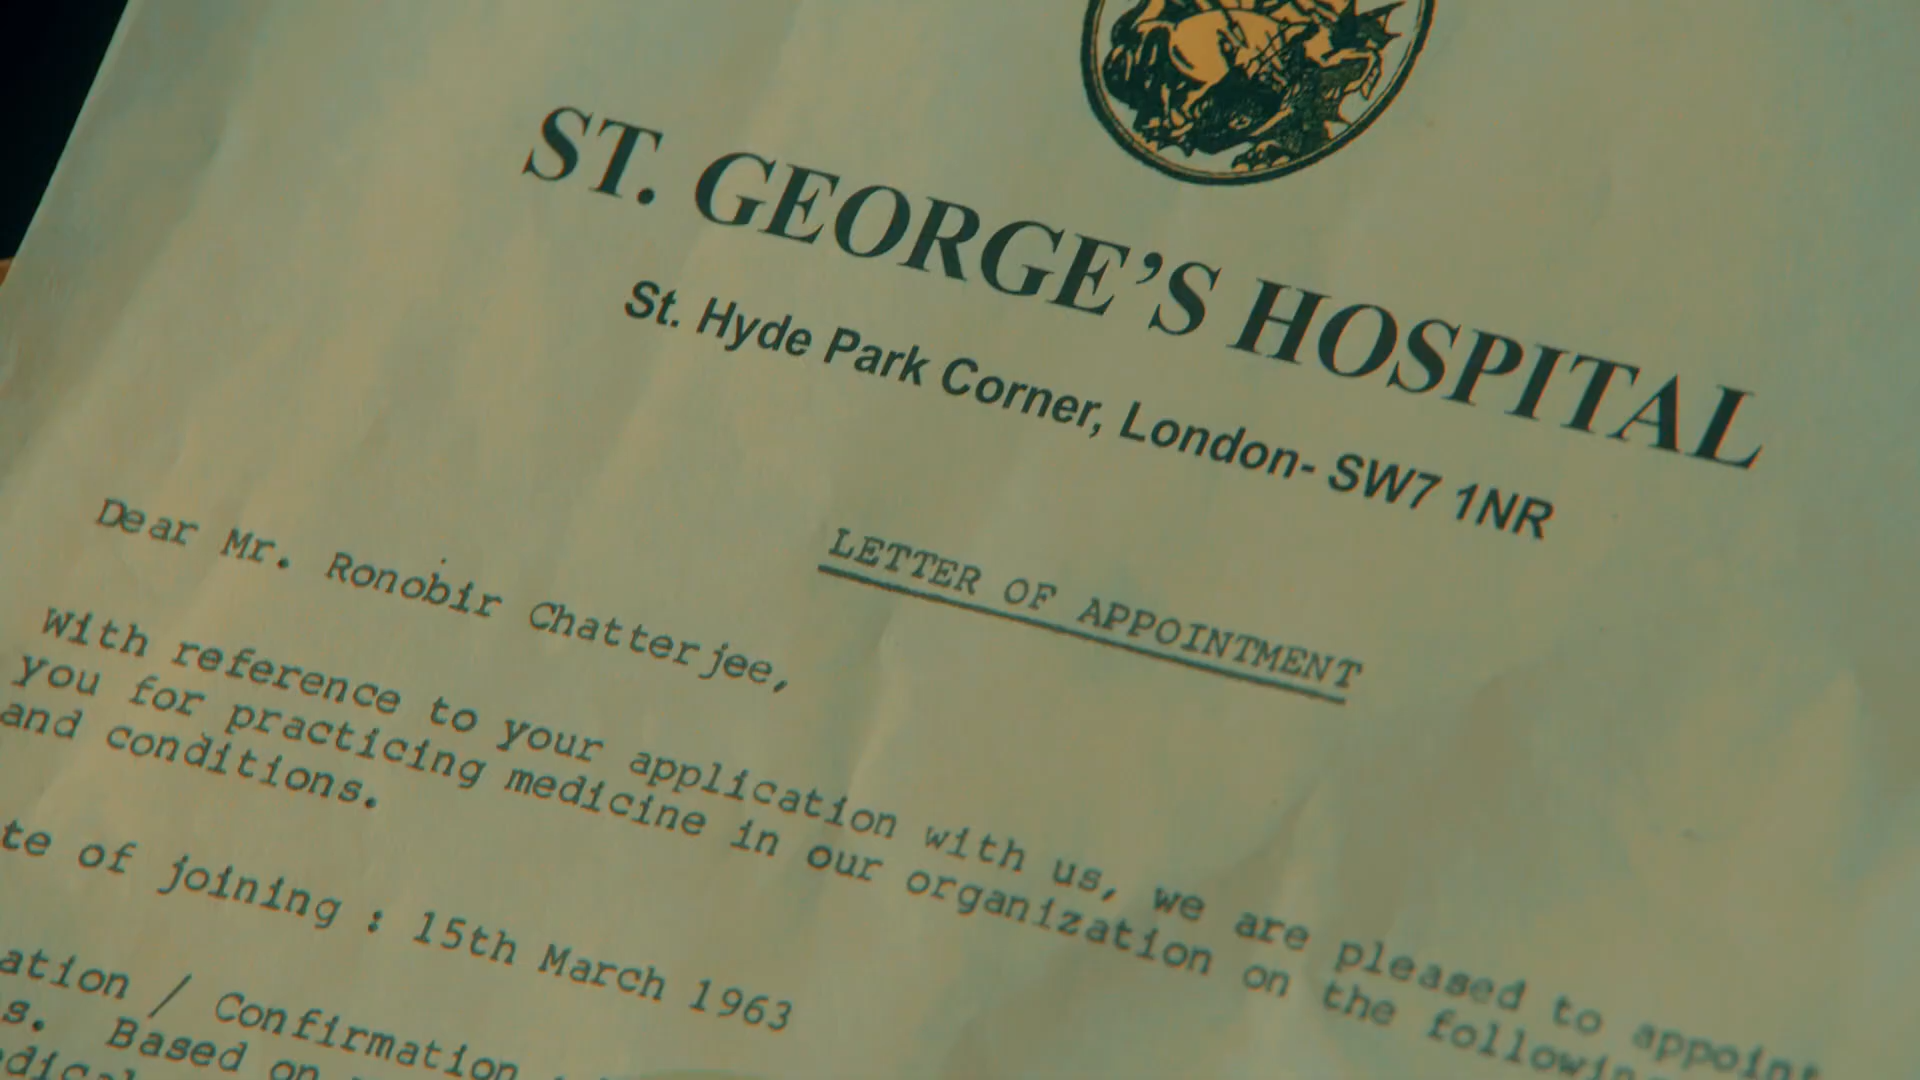 ST. GEORGE'S HOSPITAL
St. Hyde Park Corner, London- SW7 1NR
LETTER OF APPOINTMENT
Dear Mr. Ronobir Chatterjee,
With reference to your application with us, we are pleased to appoint
you for practicing medicine in our organization on the
and conditions.
of joining : 15th March 1963
/ Confirmation
Based on